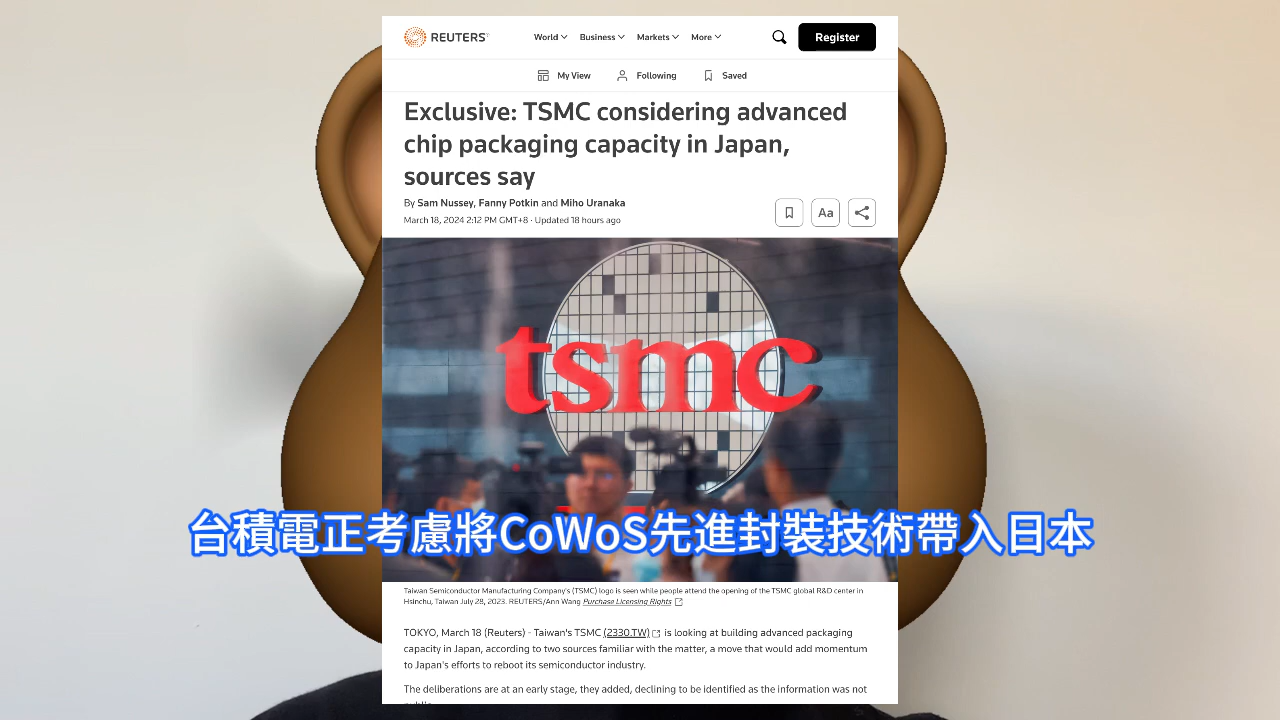 REUTERS
World Business Markets More
Register
My View Following Saved
Exclusive: TSMC considering advanced
chip packaging capacity in Japan,
sources say
By Sam Nussey, Fanny Potkin and Miho Uranaka
March 18, 2024 2:12 PM GMT+8 · Updated 18 hours ago
Aa
tsmc
台積電正考慮將CoWoS先進封裝技術帶入日本
Taiwan Semiconductor Manufacturing Company's (TSMC) logo is seen while people attend the opening of the TSMC global R&D center in
Hsinchu, Taiwan July 28, 2023. REUTERS/Ann Wang Purchase Licensing Rights
TOKYO, March 18 (Reuters) - Taiwan's TSMC (2330.TW) is looking at building advanced packaging
capacity in Japan, according to two sources familiar with the matter, a move that would add momentum
to Japan's efforts to reboot its semiconductor industry.
The deliberations are at an early stage, they added, declining to be identified as the information was not